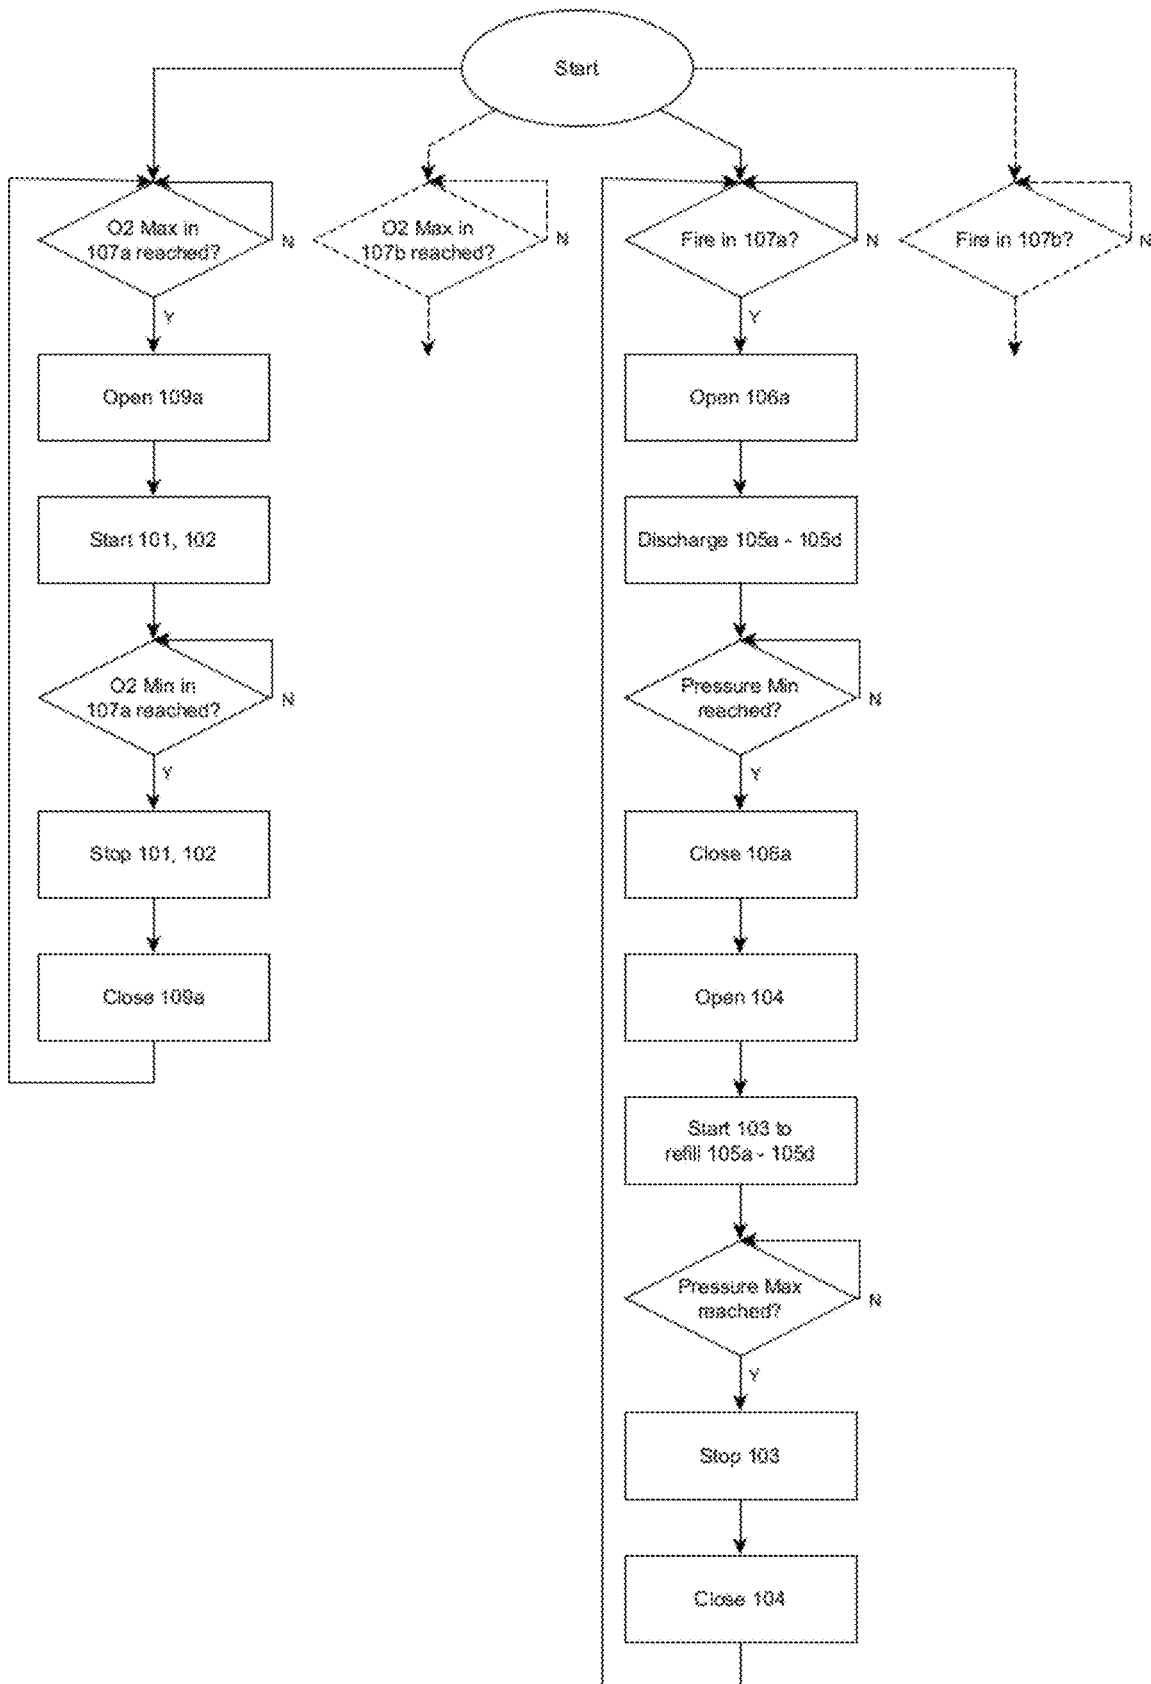 Start
O2 Max in
107a reached?
N
Y
Open 109a
Start 101, 102
O2 Min in
107a reached?
N
Y
Stop 101, 102
Close 109a
O2 Max in
107b reached?
N
Fire in 107a?
N
Y
Open 106a
Discharge 105a - 105d
Pressure Min
reached?
N
Y
Close 106a
Open 104
Start 103 to
refill 105a - 105d
Pressure Max
reached?
N
Y
Stop 103
Close 104
Fire in 107b?
N